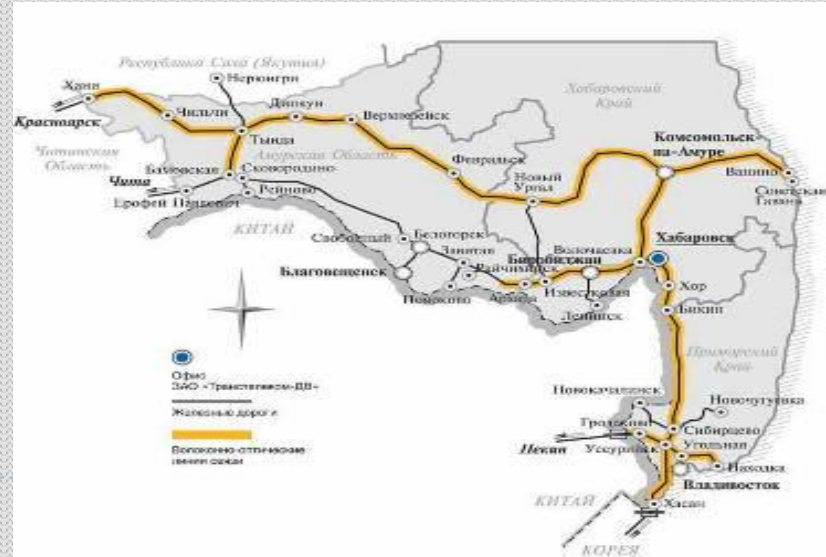 Республика Саха (Якутия)
Хани
Нерюнгри
Хабаровский
Край
Чильчи
Дипкун
Верхнезейск
Красноярск
Тында
Комсомольск-
на-Амуре
Читинская
Область
Амурская Область
Февральск
Ванино
Бамовская
Сковородино
Новый
Ургал
Советская
Гавань
Чита
Рейново
Ерофей Павлович
КИТАЙ
Свободный
Белогорск
Завитая
Волочаевка
Хабаровск
Биробиджан
Благовещенск
Райчихинск
Хор
Поярково
Архара
Известковая
Ленинск
Бикин
Приморский
Край
Офис
ЗАО «Транстелеком-ДВ»
Новокачалинск
Новочугуевка
Железные дороги
Гродеково
Сибирцево
Волоконно-оптические
линии связи
Пекин
Уссурийск
Угольная
Находка
Владивосток
КИТАЙ
Хасан
КОРЕЯ